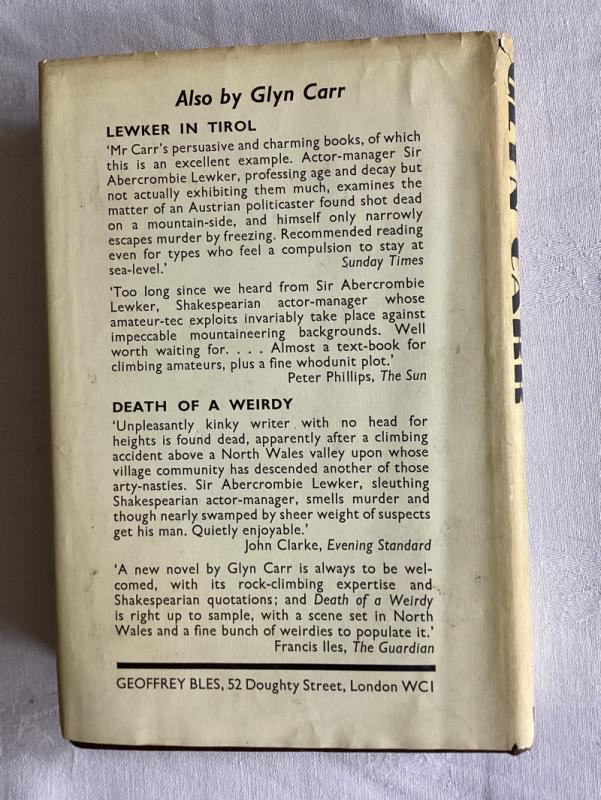 Also by Glyn Carr
LEWKER IN TIROL
'Mr Carr's persuasive and charming books, of which
this is an excellent example. Actor-manager Sir
Abercrombie Lewker, professing age and decay but
not actually exhibiting them much, examines the
matter of an Austrian politicaster found shot dead
on a mountain-side, and himself only narrowly
escapes murder by freezing. Recommended reading
even for types who feel a compulsion to stay at
sea-level.' Sunday Times
'Too long since we heard from Sir Abercrombie
Lewker, Shakespearian actor-manager whose
amateur-tec exploits invariably take place against
impeccable mountaineering backgrounds. Well
worth waiting for. . . . Almost a text-book for
climbing amateurs, plus a fine whodunit plot.'
Peter Phillips, The Sun
DEATH OF A WEIRDY
'Unpleasantly kinky writer with no head for
heights is found dead, apparently after a climbing
accident above a North Wales valley upon whose
village community has descended another of those
arty-nasties. Sir Abercrombie Lewker, sleuthing
Shakespearian actor-manager, smells murder and
though nearly swamped by sheer weight of suspects
get his man. Quietly enjoyable.'
John Clarke, Evening Standard
'A new novel by Glyn Carr is always to be wel-
comed, with its rock-climbing expertise and
Shakespearian quotations; and Death of a Weirdy
is right up to sample, with a scene set in North
Wales and a fine bunch of weirdies to populate it.'
Francis Iles, The Guardian
GEOFFREY BLES, 52 Doughty Street, London WC1
GLYN CARR